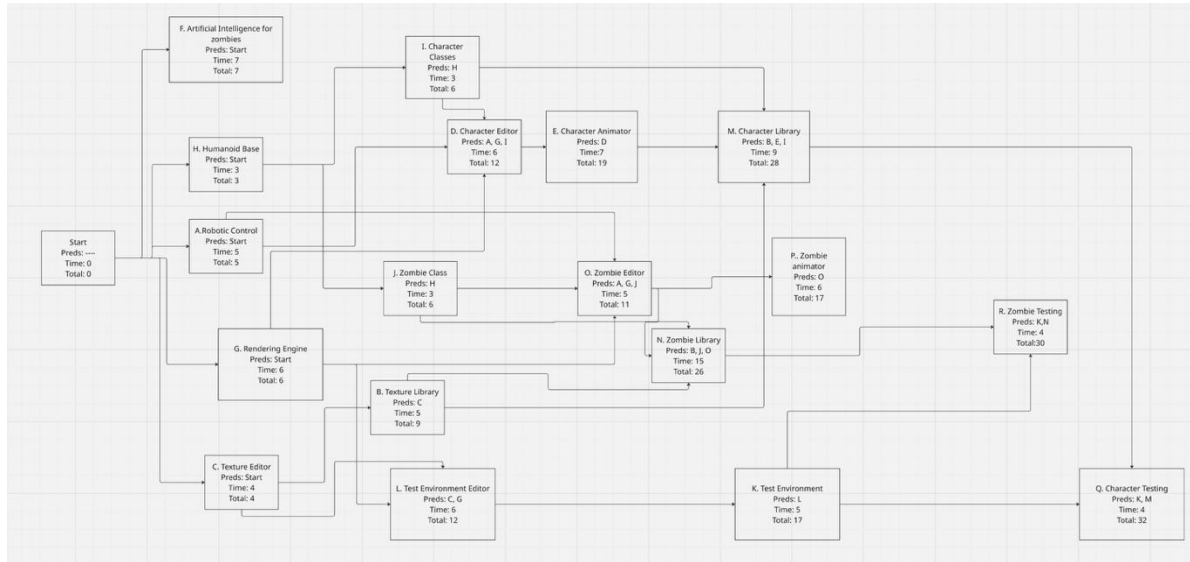 F. Artificial Intelligence for
zombies
Preds: Start
Time: 7
Total: 7
I. Character
Classes
Preds: H
Time: 3
Total: 6
D. Character Editor
Preds: A, G, I
Time: 6
Total: 12
E. Character Animator
Preds: D
Time:7
Total: 19
M. Character Library
Preds: B, E, I
Time: 9
Total: 28
H. Humanoid Base
Preds: Start
Time: 3
Total: 3
A.Robotic Control
Preds: Start
Time: 5
Total: 5
Start
Preds: ----
Time: 0
Total: 0
J. Zombie Class
Preds: H
Time: 3
Total: 6
O. Zombie Editor
Preds: A, G, J
Time: 5
Total: 11
P.. Zombie
animator
Preds: O
Time: 6
Total: 17
R. Zombie Testing
Preds: K,N
Time: 4
Total:30
G. Rendering Engine
Preds: Start
Time: 6
Total: 6
N. Zombie Library
Preds: B, J, O
Time: 15
Total: 26
B. Texture Library
Preds: C
Time: 5
Total: 9
C. Texture Editor
Preds: Start
Time: 4
Total: 4
L. Test Environment Editor
Preds: C, G
Time: 6
Total: 12
K. Test Environment
Preds: L
Time: 5
Total: 17
Q. Character Testing
Preds: K, M
Time: 4
Total: 32